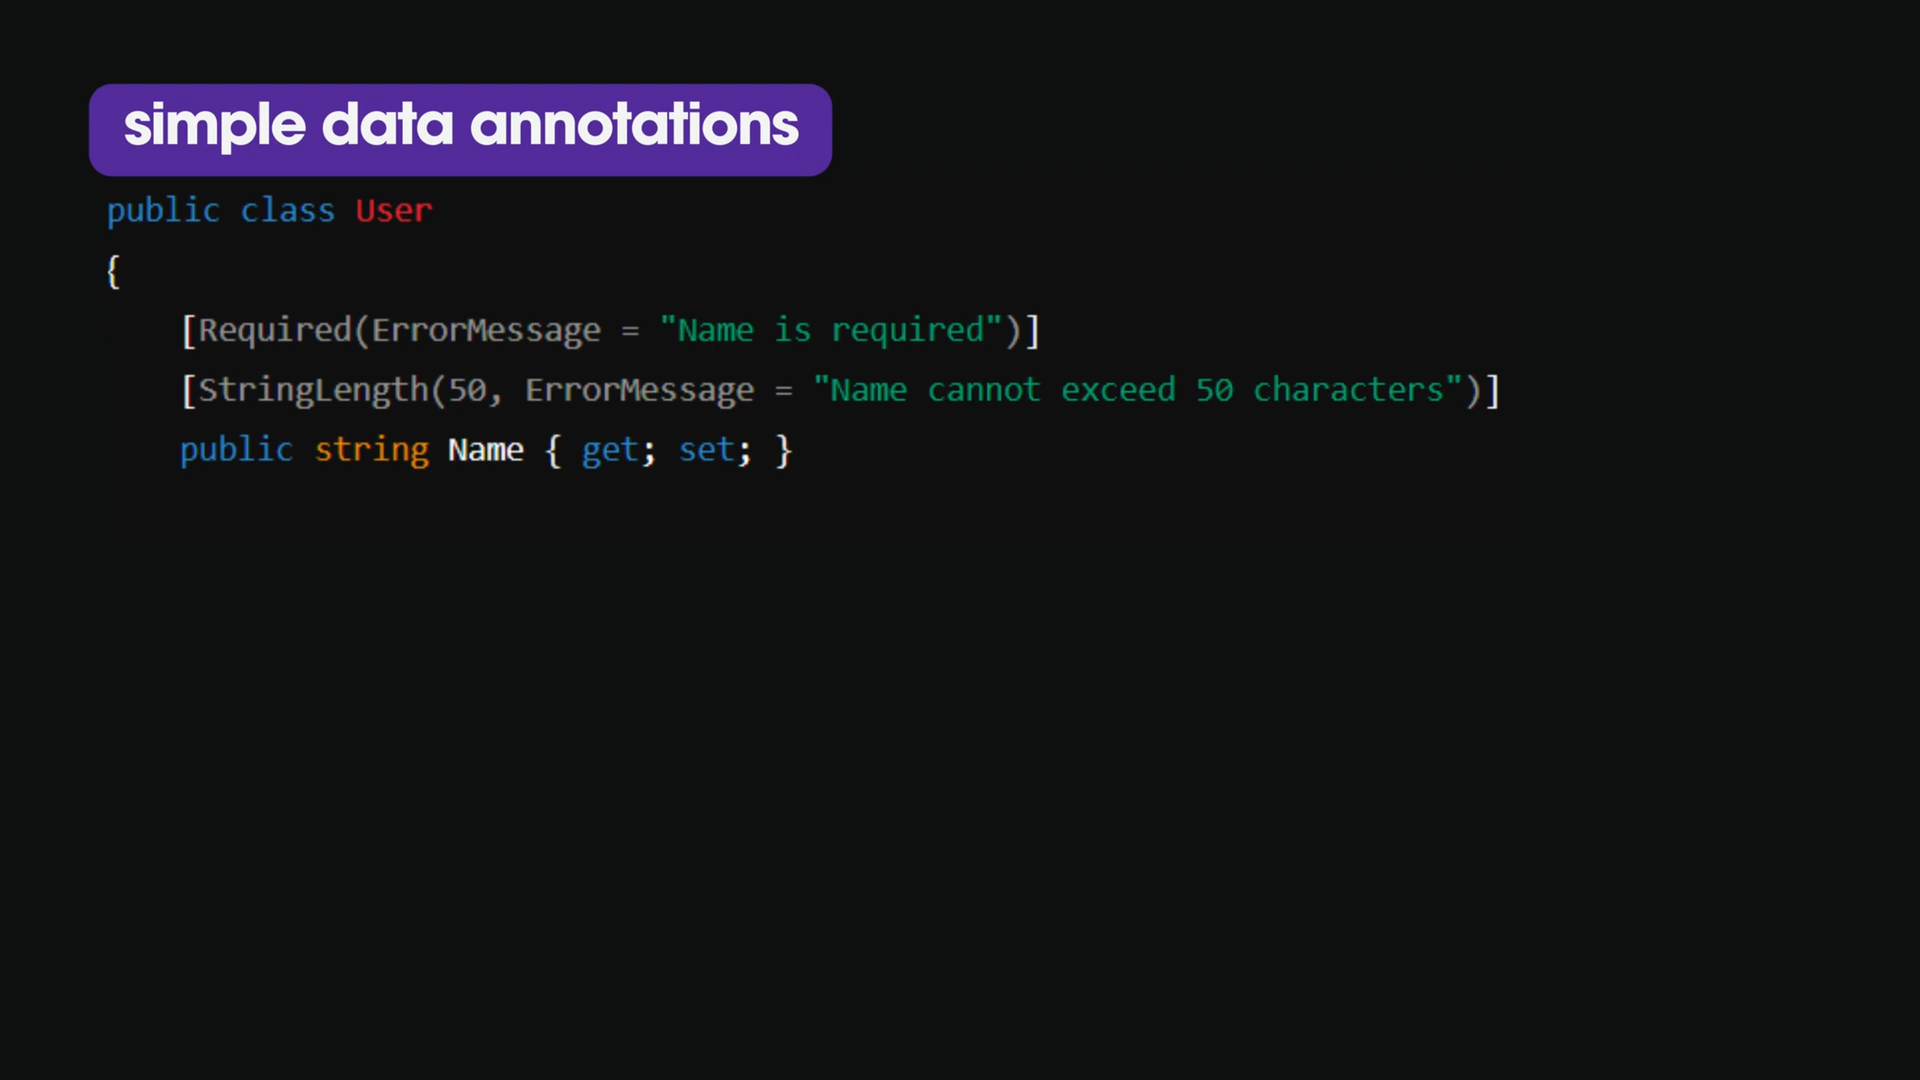 simple data annotations
public class User
{
[Required(ErrorMessage = "Name is required")]
[StringLength(50, ErrorMessage = "Name cannot exceed 50 characters")]
public string Name { get; set; }